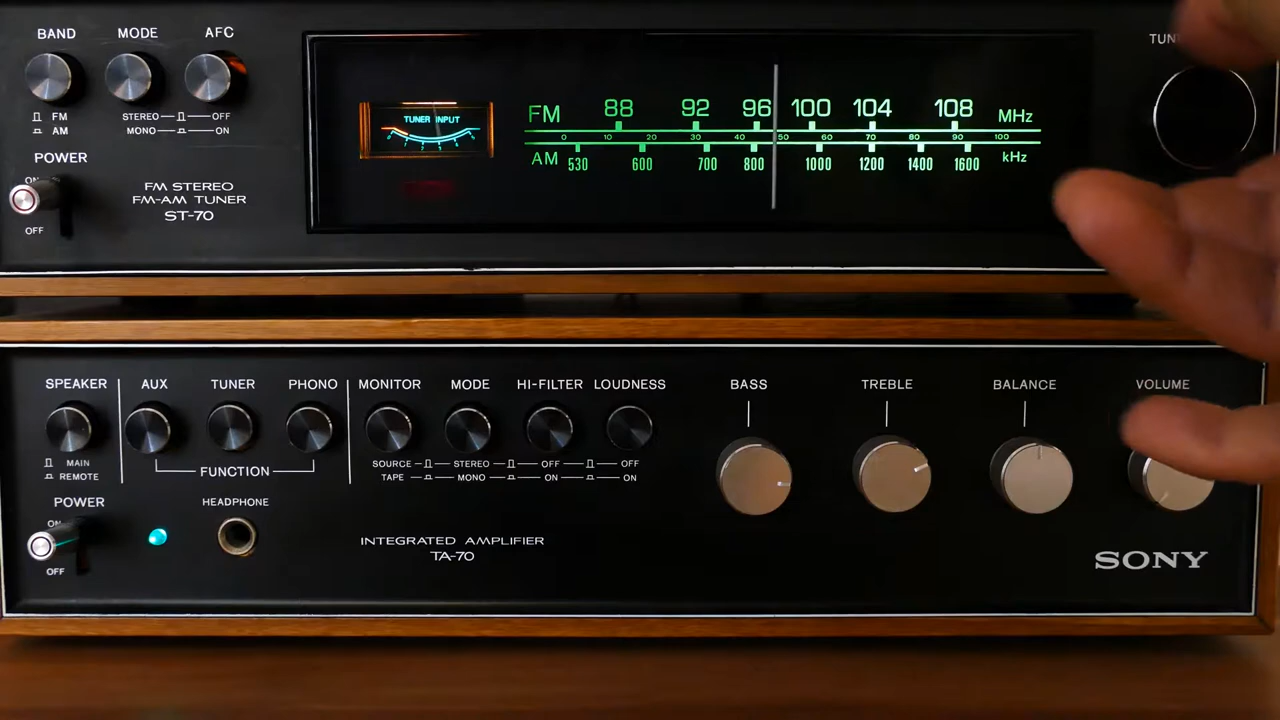 BAND MODE AFC
FM STEREO OFF
AM MONO ON
POWER
ON
OFF
FM STEREO
FM-AM TUNER
ST-70
TUNER INPUT
FM 88 92 96 100 104 108 MHz
0 10 20 30 40 50 60 70 80 90 100
AM 530 600 700 800 1000 1200 1400 1600 kHz
SPEAKER AUX TUNER PHONO MONITOR MODE HI-FILTER LOUDNESS BASS TREBLE BALANCE VOLUME
MAIN SOURCE STEREO OFF OFF
REMOTE FUNCTION TAPE MONO ON ON
POWER HEADPHONE
ON
OFF
INTEGRATED AMPLIFIER
TA-70
SONY